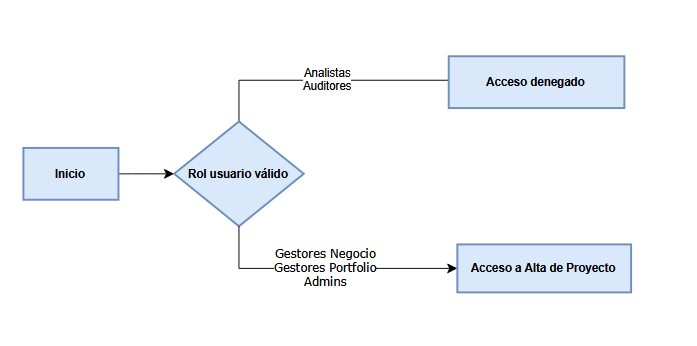 Inicio
Rol usuario válido
Analistas
Auditores
Acceso denegado
Gestores Negocio
Gestores Portfolio
Admins
Acceso a Alta de Proyecto